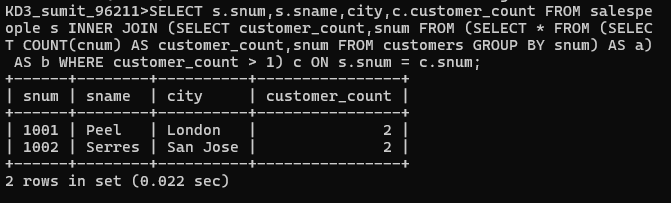 KD3_sumit_96211>SELECT s.snum,s.sname,city,c.customer_count FROM salespe
ople s INNER JOIN (SELECT customer_count,snum FROM (SELECT * FROM (SELEC
T COUNT(cnum) AS customer_count,snum FROM customers GROUP BY snum) AS a)
 AS b WHERE customer_count > 1) c ON s.snum = c.snum;
+------+--------+----------+----------------+
| snum | sname  | city     | customer_count |
+------+--------+----------+----------------+
| 1001 | Peel   | London   |              2 |
| 1002 | Serres | San Jose |              2 |
+------+--------+----------+----------------+
2 rows in set (0.022 sec)